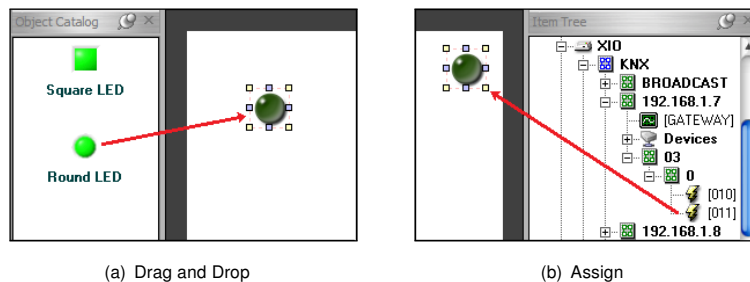 Object Catalog
Square LED
Round LED
Item Tree
XIO
KNX
BROADCAST
192.168.1.7
[GATEWAY]
Devices
03
0
[010]
[011]
192.168.1.8
(a) Drag and Drop
(b) Assign